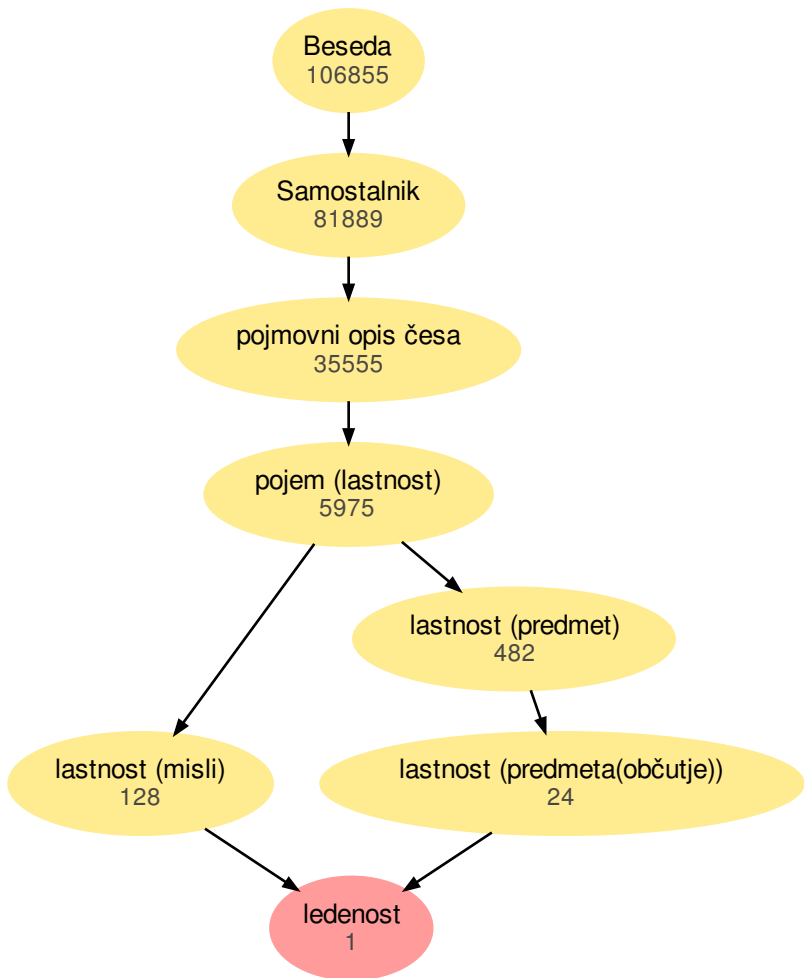 Beseda
106855
Samostalnik
81889
pojmovni opis česa
35555
pojem (lastnost)
5975
lastnost (predmet)
482
lastnost (misli)
128
lastnost (predmeta(občutje))
24
ledenost
1